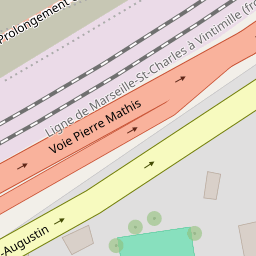 Prolongement
Ligne de Marseille-St-Charles à Vintimille (fr
Voie Pierre Mathis
-Augustin